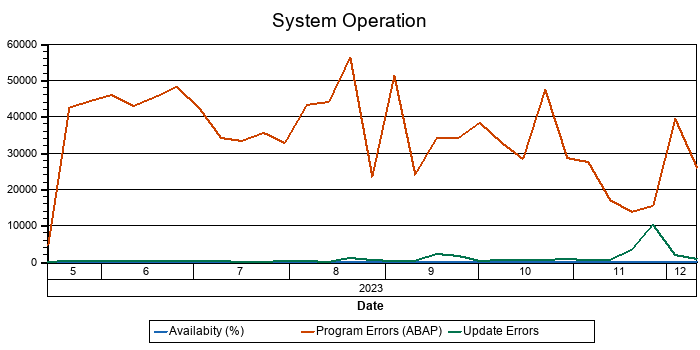 System Operation
60000
50000
40000
30000
20000
10000
0
5 6 7 8 9 10 11 12
2023
Date
Availabity (%) Program Errors (ABAP) Update Errors